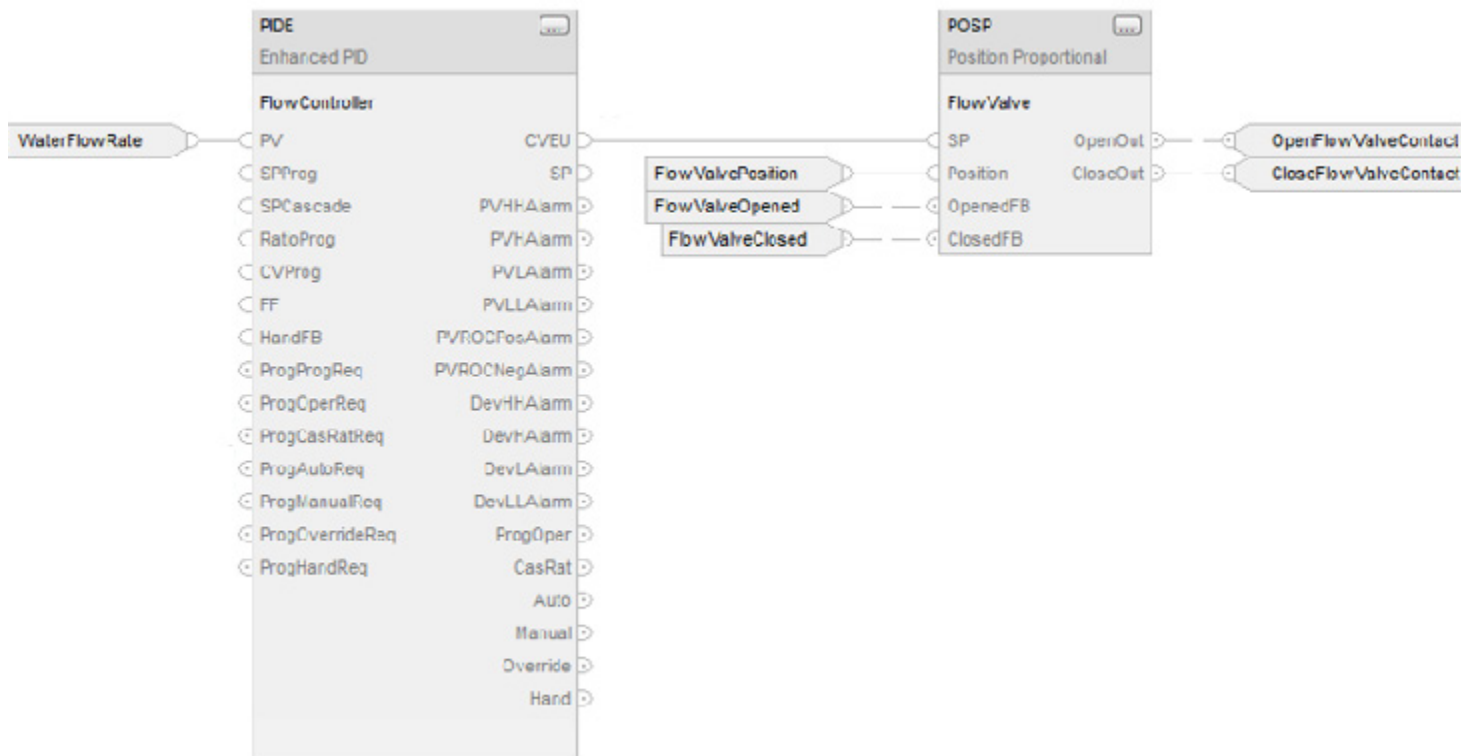 PIDE
Enhanced PID
FlowController
WaterFlowRate
PV
CVEU
SPProg
SP
SPCascade
PVHHAlarm
RatioProg
PVHAlarm
CVProg
PVLAlarm
FF
PVLLAlarm
HandFB
PVROCPosAlarm
ProgProgReq
PVROCNegAlarm
ProgOperReq
DevHHAlarm
ProgCasRatReq
DevHAlarm
ProgAutoReq
DevLAlarm
ProgManualReq
DevLLAlarm
ProgOverrideReq
ProgOper
ProgHandReq
CasRat
Auto
Manual
Override
Hand
POSP
Position Proportional
FlowValve
SP
OpenOut
OpenFlowValveContact
FlowValvePosition
Position
CloseOut
CloseFlowValveContact
FlowValveOpened
OpenedFB
FlowValveClosed
ClosedFB